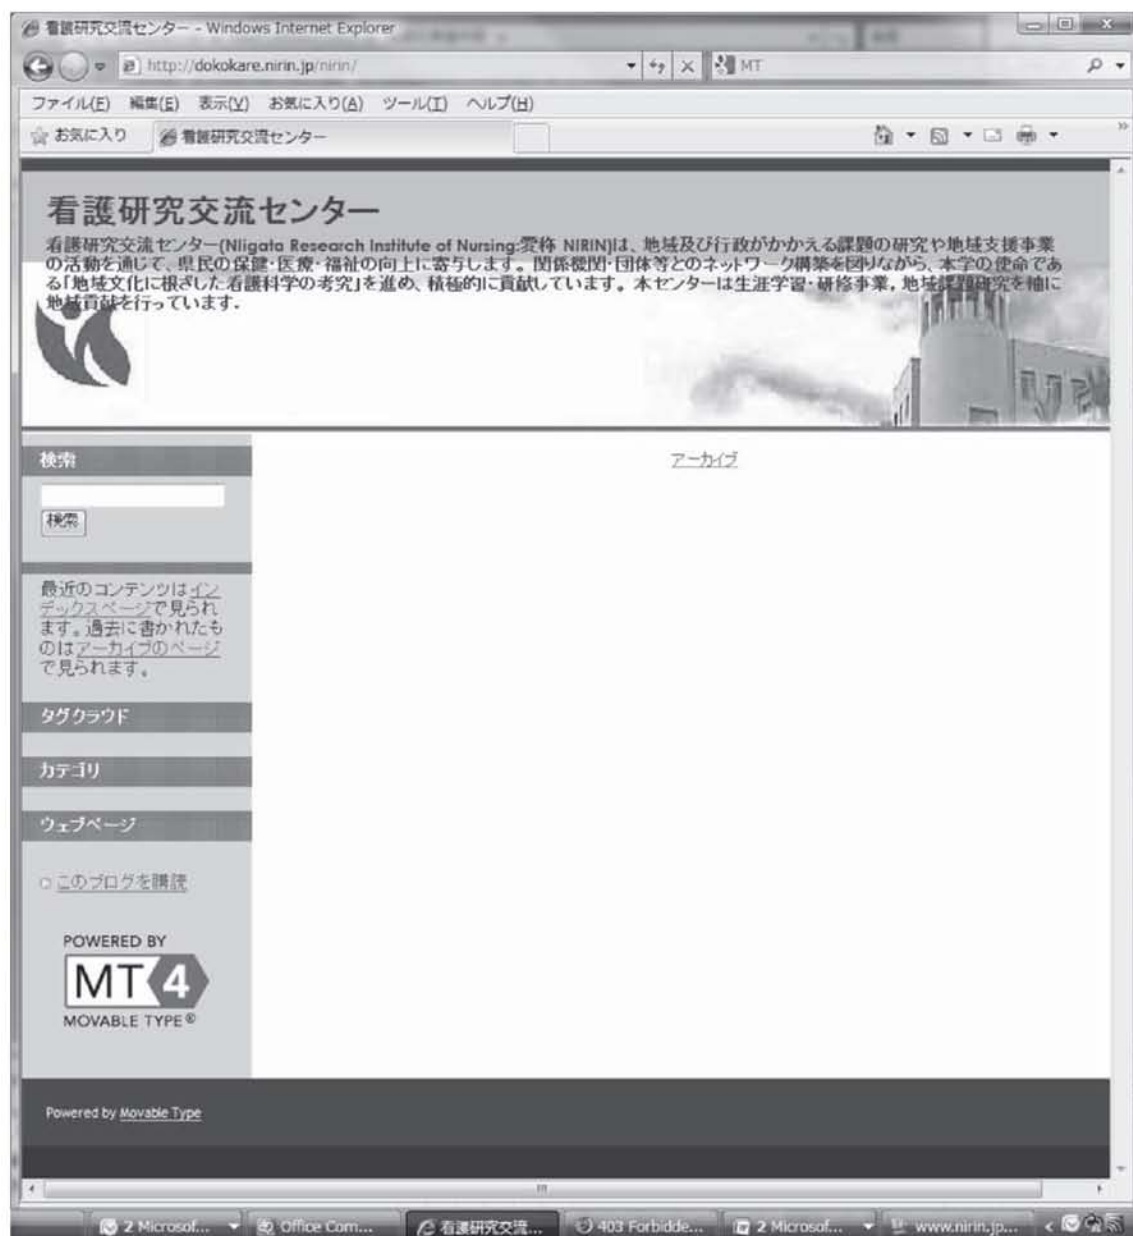 看護研究交流センター - Windows Internet Explorer
http://dokokare.nirin.jp/nirin/
MT
ファイル(F) 編集(E) 表示(V) お気に入り(A) ツール(T) ヘルプ(H)
お気に入り 看護研究交流センター
看護研究交流センター
看護研究交流センター(NIigata Research Institute of Nursing:愛称 NIRIN)は、地域及び行政がかかえる課題の研究や地域支援事業
の活動を通じて、県民の保健・医療・福祉の向上に寄与します。関係機関・団体等とのネットワーク構築を図りながら、本学の使命であ
る「地域文化に根ざした看護科学の考究」を進め、積極的に貢献しています。本センターは生涯学習・研修事業，地域課題研究を軸に
地域貢献を行っています．
検索
アーカイブ
検索
最近のコンテンツはイン
デックスページで見られ
ます。過去に書かれたも
のはアーカイブのページ
で見られます。
タグクラウド
カテゴリ
ウェブページ
このブログを購読
POWERED BY
MT 4
MOVABLE TYPE®
Powered by Movable Type
2 Microsof... Office Com... 看護研究交流... 403 Forbidde... 2 Microsof... www.nirin.jp...